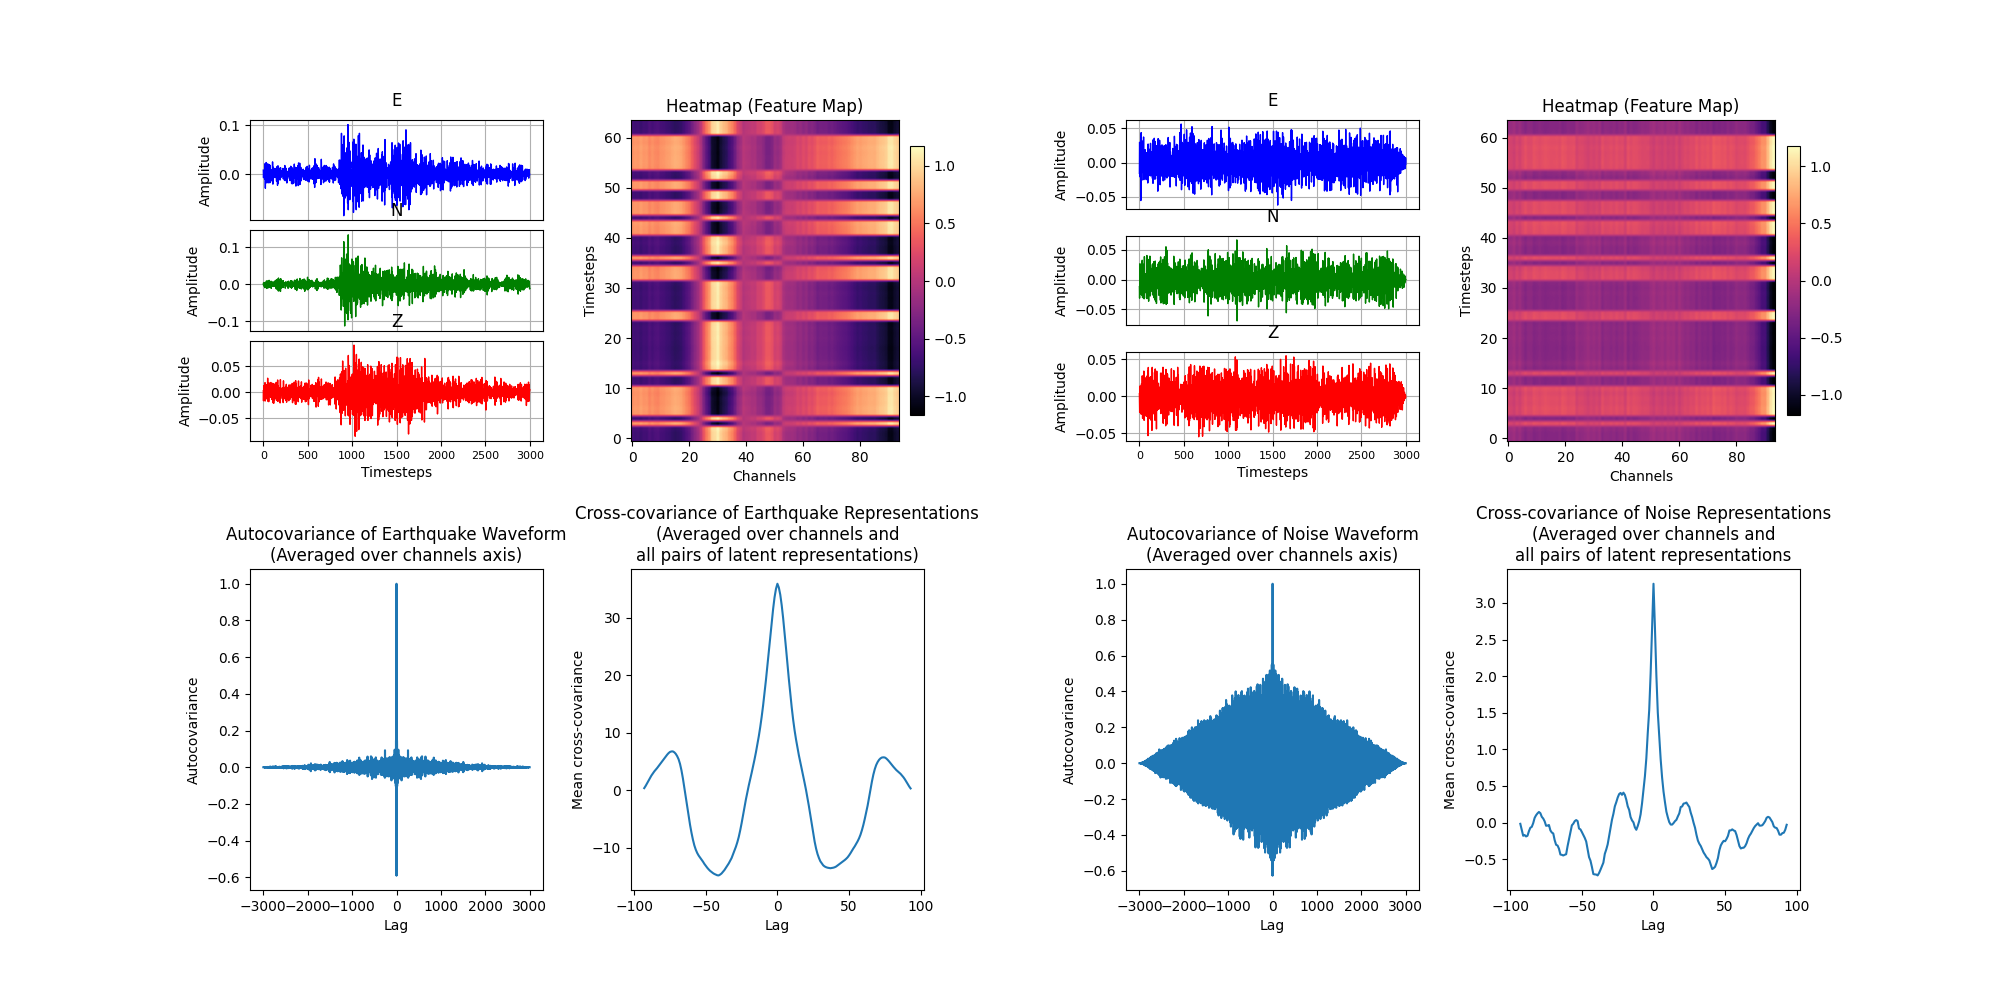 E
Amplitude
0.1
0.0
N
Amplitude
0.1
0.0
−0.1
Z
Amplitude
0.05
0.00
−0.05
0 500 1000 1500 2000 2500 3000
Timesteps
Heatmap (Feature Map)
Timesteps
60
50
40
30
20
10
0
0 20 40 60 80
Channels
1.0
0.5
0.0
−0.5
−1.0
E
Amplitude
0.05
0.00
−0.05
N
Amplitude
0.05
0.00
−0.05
Z
Amplitude
0.05
0.00
−0.05
0 500 1000 1500 2000 2500 3000
Timesteps
Heatmap (Feature Map)
Timesteps
60
50
40
30
20
10
0
0 20 40 60 80
Channels
1.0
0.5
0.0
−0.5
−1.0
Autocovariance of Earthquake Waveform
(Averaged over channels axis)
Autocovariance
1.0
0.8
0.6
0.4
0.2
0.0
−0.2
−0.4
−0.6
−3000 −2000 −1000 0 1000 2000 3000
Lag
Cross-covariance of Earthquake Representations
(Averaged over channels and
all pairs of latent representations)
Mean cross-covariance
30
20
10
0
−10
−100 −50 0 50 100
Lag
Autocovariance of Noise Waveform
(Averaged over channels axis)
Autocovariance
1.0
0.8
0.6
0.4
0.2
0.0
−0.2
−0.4
−0.6
−3000 −2000 −1000 0 1000 2000 3000
Lag
Cross-covariance of Noise Representations
(Averaged over channels and
all pairs of latent representations
Mean cross-covariance
3.0
2.5
2.0
1.5
1.0
0.5
0.0
−0.5
−100 −50 0 50 100
Lag